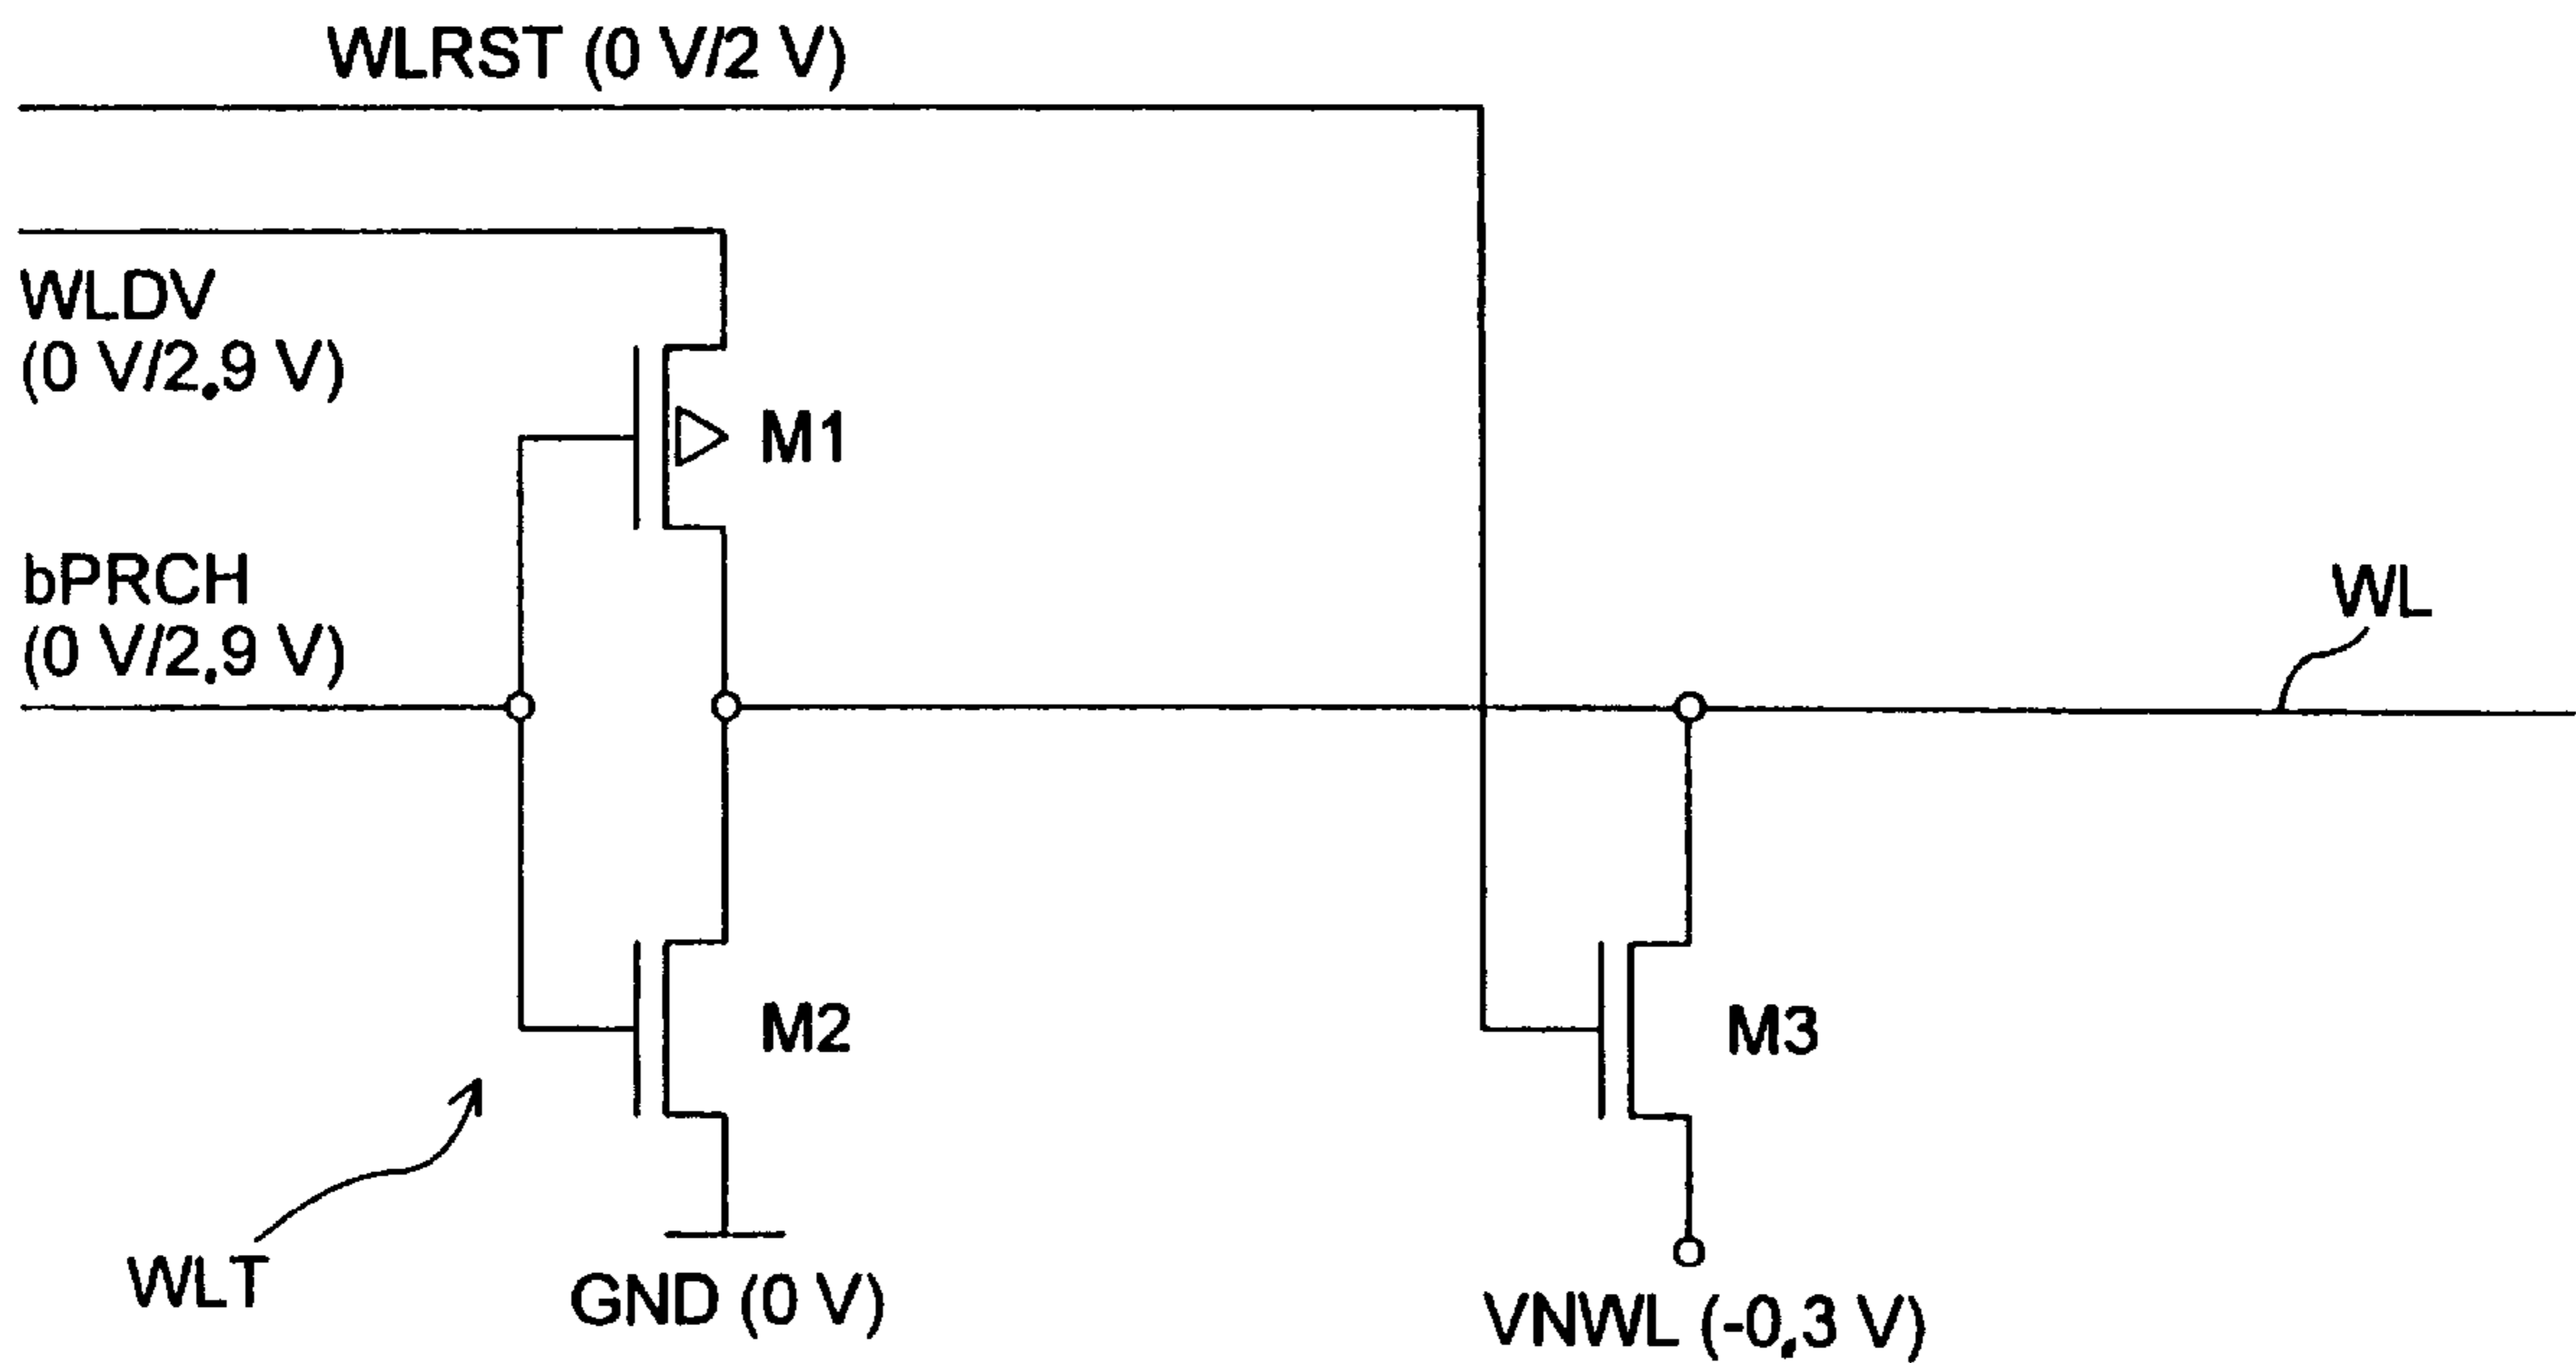 WLRST (0 V/2 V)
WLDV
(0 V/2.9 V)
M1
bPRCH
(0 V/2.9 V)
WL
M2
M3
WLT
GND (0 V)
VNWL (-0.3 V)